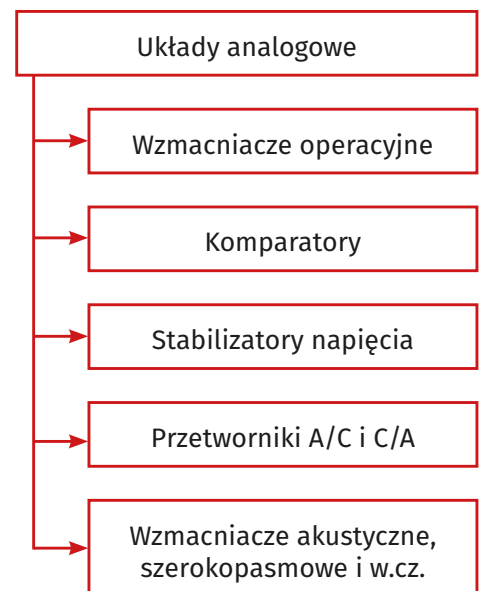 Układy analogowe
Wzmacniacze operacyjne
Komparatory
Stabilizatory napięcia
Przetworniki A/C i C/A
Wzmacniacze akustyczne,
szerokopasmowe i w.cz.